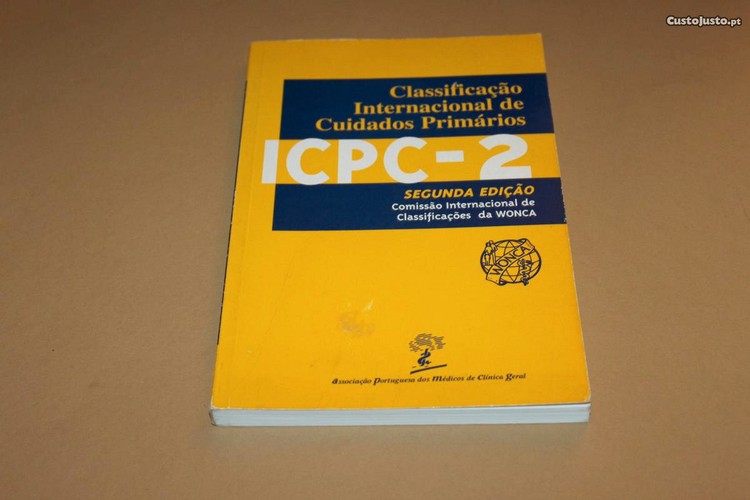 CustoJusto.pt
Classificação
Internacional de
Cuidados Primários
ICPC-2
SEGUNDA EDIÇÃO
Comissão Internacional de
Classificações da WONCA
WONCA
Associação Portuguesa dos Médicos de Clínica Geral